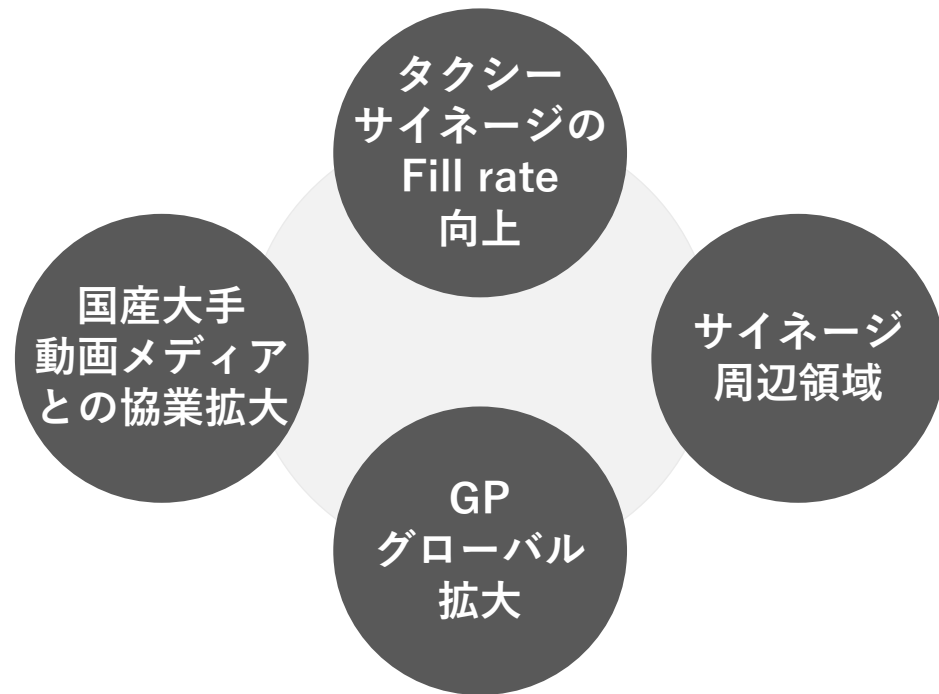 タクシー
サイネージの
Fill rate
向上
国産大手
動画メディア
との協業拡大
サイネージ
周辺領域
GP
グローバル
拡大